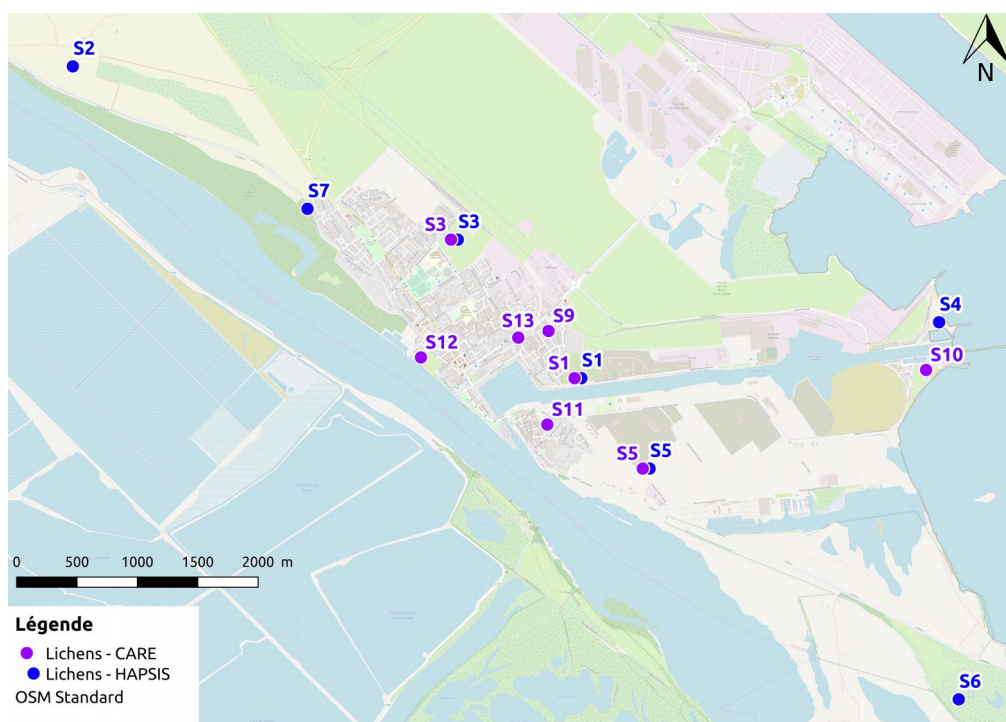 S2
N
S7
S3 S3
S4
S13 S9
S12
S10
S1 S1
S11
S5 S5
0 500 1000 1500 2000 m
Légende
Lichens - CARE
Lichens - HAPSIS
OSM Standard
S6